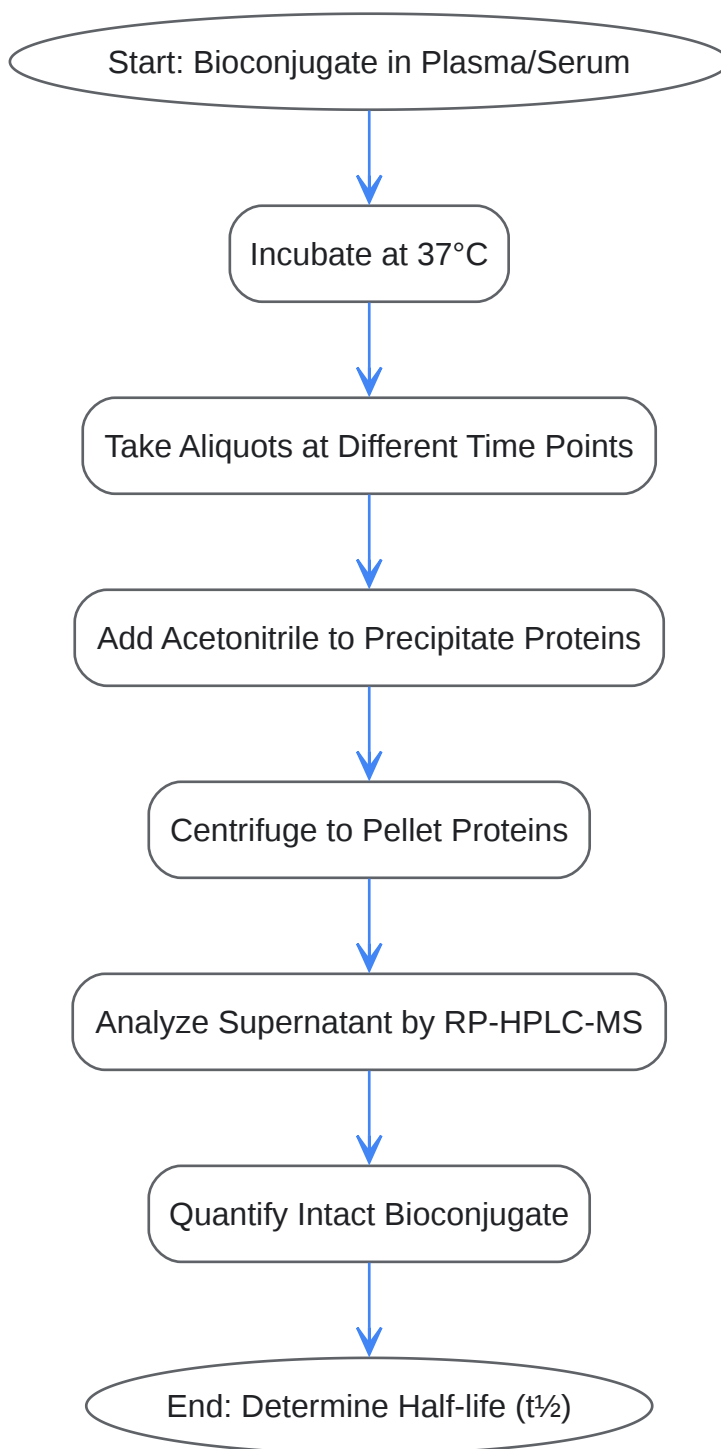 Start: Bioconjugate in Plasma/Serum
Incubate at 37°C
Take Aliquots at Different Time Points
Add Acetonitrile to Precipitate Proteins
Centrifuge to Pellet Proteins
Analyze Supernatant by RP-HPLC-MS
Quantify Intact Bioconjugate
End: Determine Half-life (t½)